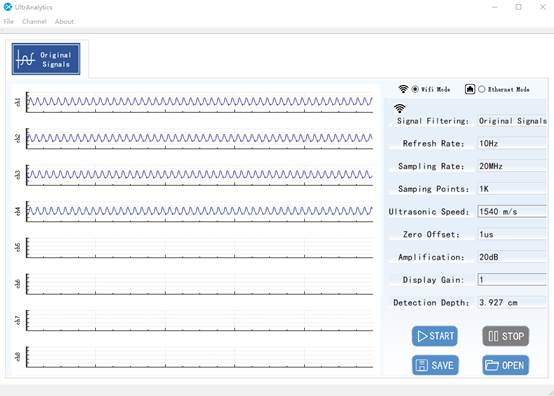 UltrAnalytics
File Channel About
Original
Signals
Wifi Mode Ethernet Mode
ch1
ch2
ch3
ch4
ch5
ch6
ch7
ch8
Signal Filtering: Original Signals
Refresh Rate: 10Hz
Sampling Rate: 20MHz
Samping Points: 1K
Ultrasonic Speed: 1540 m/s
Zero Offset: 1us
Amplification: 20dB
Display Gain: 1
Detection Depth: 3.927 cm
START STOP
SAVE OPEN